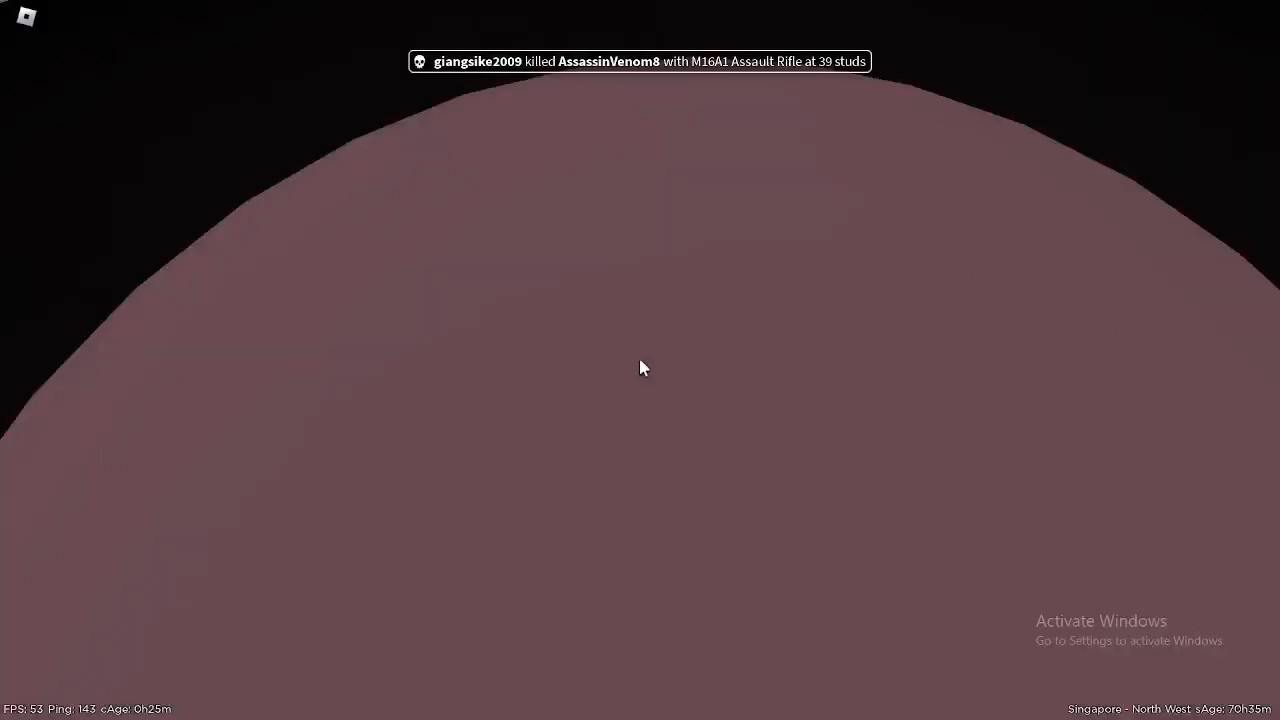 giangsike2009 killed AssassinVenom8 with M16A1 Assault Rifle at 39 studs
Activate Windows
Go to Settings to activate Windows.
FPS: 53 Ping: 143 cAge: 0h25m
Singapore - North West sAge: 70h35m